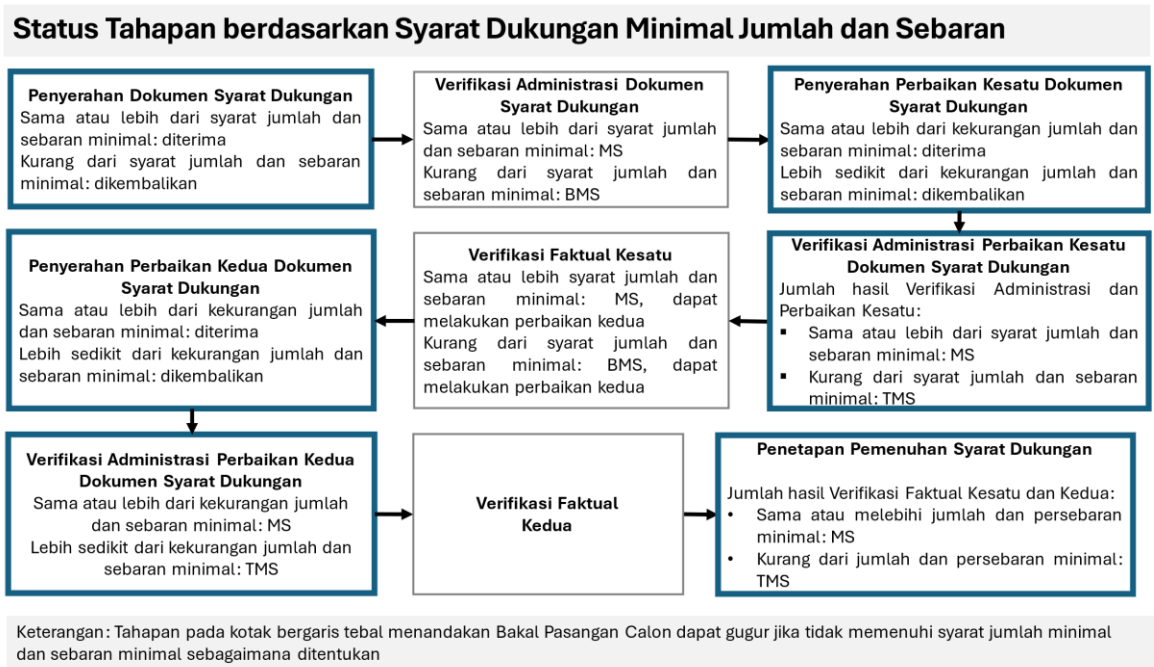 Status Tahapan berdasarkan Syarat Dukungan Minimal Jumlah dan Sebaran
Penyerahan Dokumen Syarat Dukungan
Sama atau lebih dari syarat jumlah dan
sebaran minimal: diterima
Kurang dari syarat jumlah dan sebaran
minimal: dikembalikan
Verifikasi Administrasi Dokumen
Syarat Dukungan
Sama atau lebih dari syarat jumlah
dan sebaran minimal: MS
Kurang dari syarat jumlah dan
sebaran minimal: BMS
Penyerahan Perbaikan Kesatu Dokumen
Syarat Dukungan
Sama atau lebih dari kekurangan jumlah dan
sebaran minimal: diterima
Lebih sedikit dari kekurangan jumlah dan
sebaran minimal: dikembalikan
Verifikasi Administrasi Perbaikan Kesatu
Dokumen Syarat Dukungan
Jumlah hasil Verifikasi Administrasi dan
Perbaikan Kesatu:
▪ Sama atau lebih dari syarat jumlah dan
sebaran minimal: MS
▪ Kurang dari syarat jumlah dan sebaran
minimal: TMS
Verifikasi Faktual Kesatu
Sama atau lebih syarat jumlah dan
sebaran minimal: MS, dapat
melakukan perbaikan kedua
Kurang dari syarat jumlah dan
sebaran minimal: BMS, dapat
melakukan perbaikan kedua
Penyerahan Perbaikan Kedua Dokumen
Syarat Dukungan
Sama atau lebih dari kekurangan jumlah
dan sebaran minimal: diterima
Lebih sedikit dari kekurangan jumlah dan
sebaran minimal: dikembalikan
Verifikasi Administrasi Perbaikan Kedua
Dokumen Syarat Dukungan
Sama atau lebih dari kekurangan jumlah
dan sebaran minimal: MS
Lebih sedikit dari kekurangan jumlah dan
sebaran minimal: TMS
Verifikasi Faktual
Kedua
Penetapan Pemenuhan Syarat Dukungan
Jumlah hasil Verifikasi Faktual Kesatu dan Kedua:
• Sama atau melebihi jumlah dan persebaran
minimal: MS
• Kurang dari jumlah dan persebaran minimal:
TMS
Keterangan: Tahapan pada kotak bergaris tebal menandakan Bakal Pasangan Calon dapat gugur jika tidak memenuhi syarat jumlah minimal
dan sebaran minimal sebagaimana ditentukan